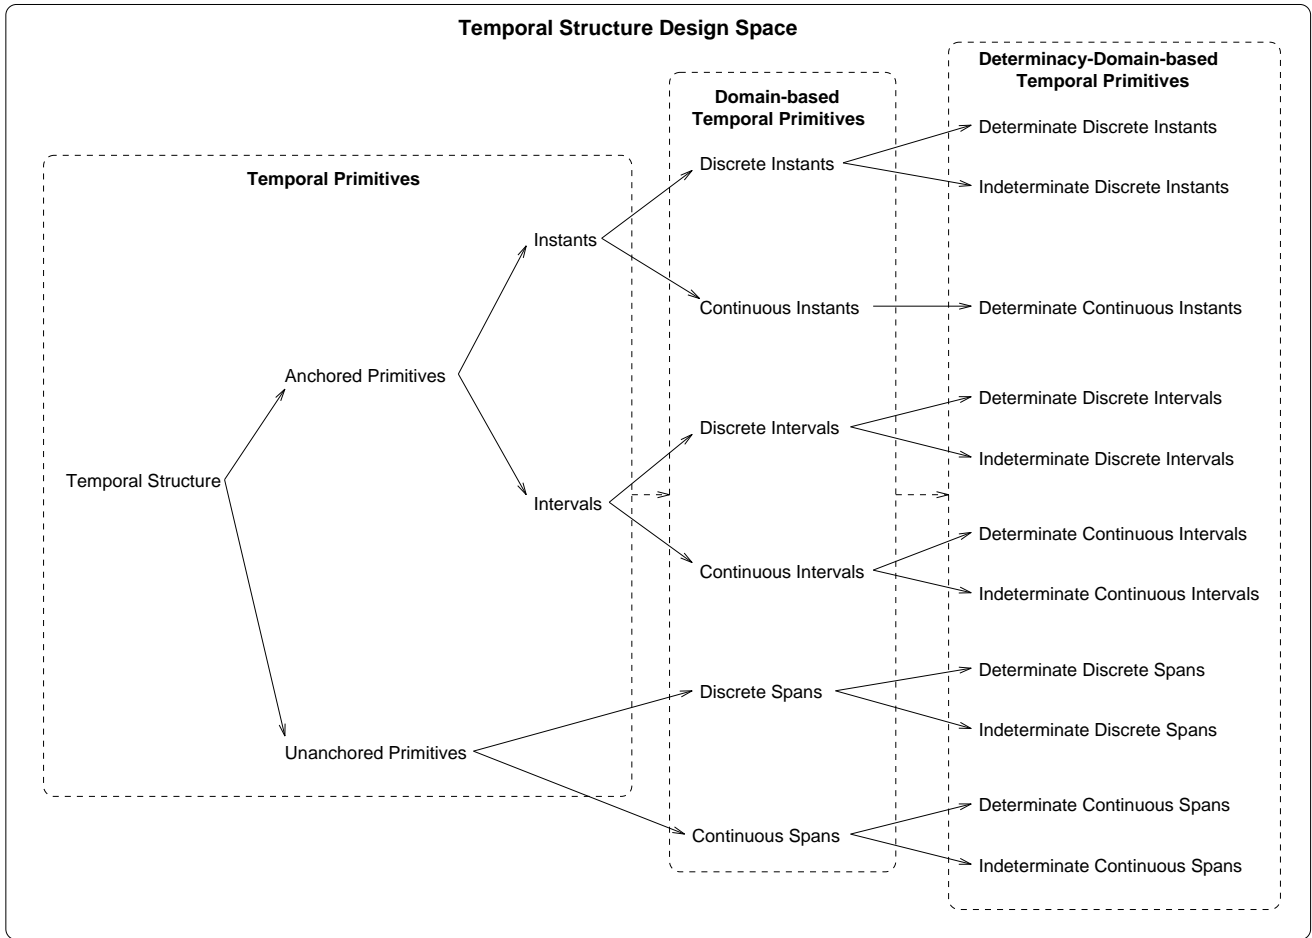 Temporal Structure Design Space
Temporal Primitives
Temporal Structure
Anchored Primitives
Unanchored Primitives
Instants
Intervals
Domain-based
Temporal Primitives
Discrete Instants
Continuous Instants
Discrete Intervals
Continuous Intervals
Discrete Spans
Continuous Spans
Determinacy-Domain-based
Temporal Primitives
Determinate Discrete Instants
Indeterminate Discrete Instants
Determinate Continuous Instants
Determinate Discrete Intervals
Indeterminate Discrete Intervals
Determinate Continuous Intervals
Indeterminate Continuous Intervals
Determinate Discrete Spans
Indeterminate Discrete Spans
Determinate Continuous Spans
Indeterminate Continuous Spans